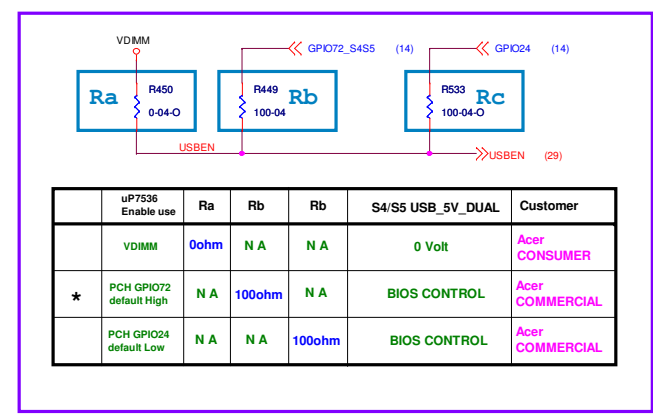 VDIMM
GPIO72_S4S5 (14)
GPIO24 (14)
Ra
R450
0-04-O
R449
100-04
Rb
R533
100-04-O
Rc
USBEN
USBEN (29)
uP7536 Enable use Ra Rb Rb S4/S5 USB_5V_DUAL Customer
VDIMM 0ohm N A N A 0 Volt Acer CONSUMER
* PCH GPIO72 default High N A 100ohm N A BIOS CONTROL Acer COMMERCIAL
PCH GPIO24 default Low N A N A 100ohm BIOS CONTROL Acer COMMERCIAL